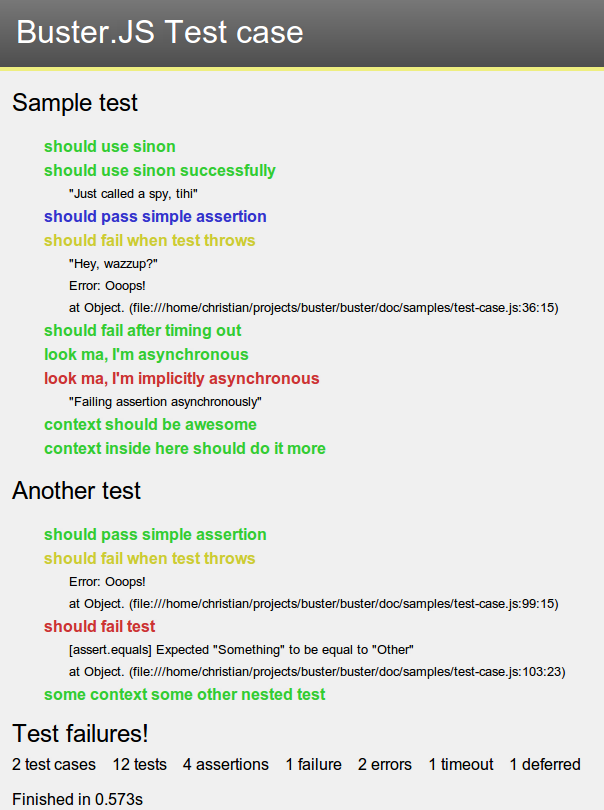 Buster.JS Test case
Sample test
should use sinon
should use sinon successfully
"Just called a spy, tihi"
should pass simple assertion
should fail when test throws
"Hey, wazzup?"
Error: Ooops!
at Object. (file:///home/christian/projects/buster/buster/doc/samples/test-case.js:36:15)
should fail after timing out
look ma, I'm asynchronous
look ma, I'm implicitly asynchronous
"Failing assertion asynchronously"
context should be awesome
context inside here should do it more
Another test
should pass simple assertion
should fail when test throws
Error: Ooops!
at Object. (file:///home/christian/projects/buster/buster/doc/samples/test-case.js:99:15)
should fail test
[assert.equals] Expected "Something" to be equal to "Other"
at Object. (file:///home/christian/projects/buster/buster/doc/samples/test-case.js:103:23)
some context some other nested test
Test failures!
2 test cases 12 tests 4 assertions 1 failure 2 errors 1 timeout 1 deferred
Finished in 0.573s